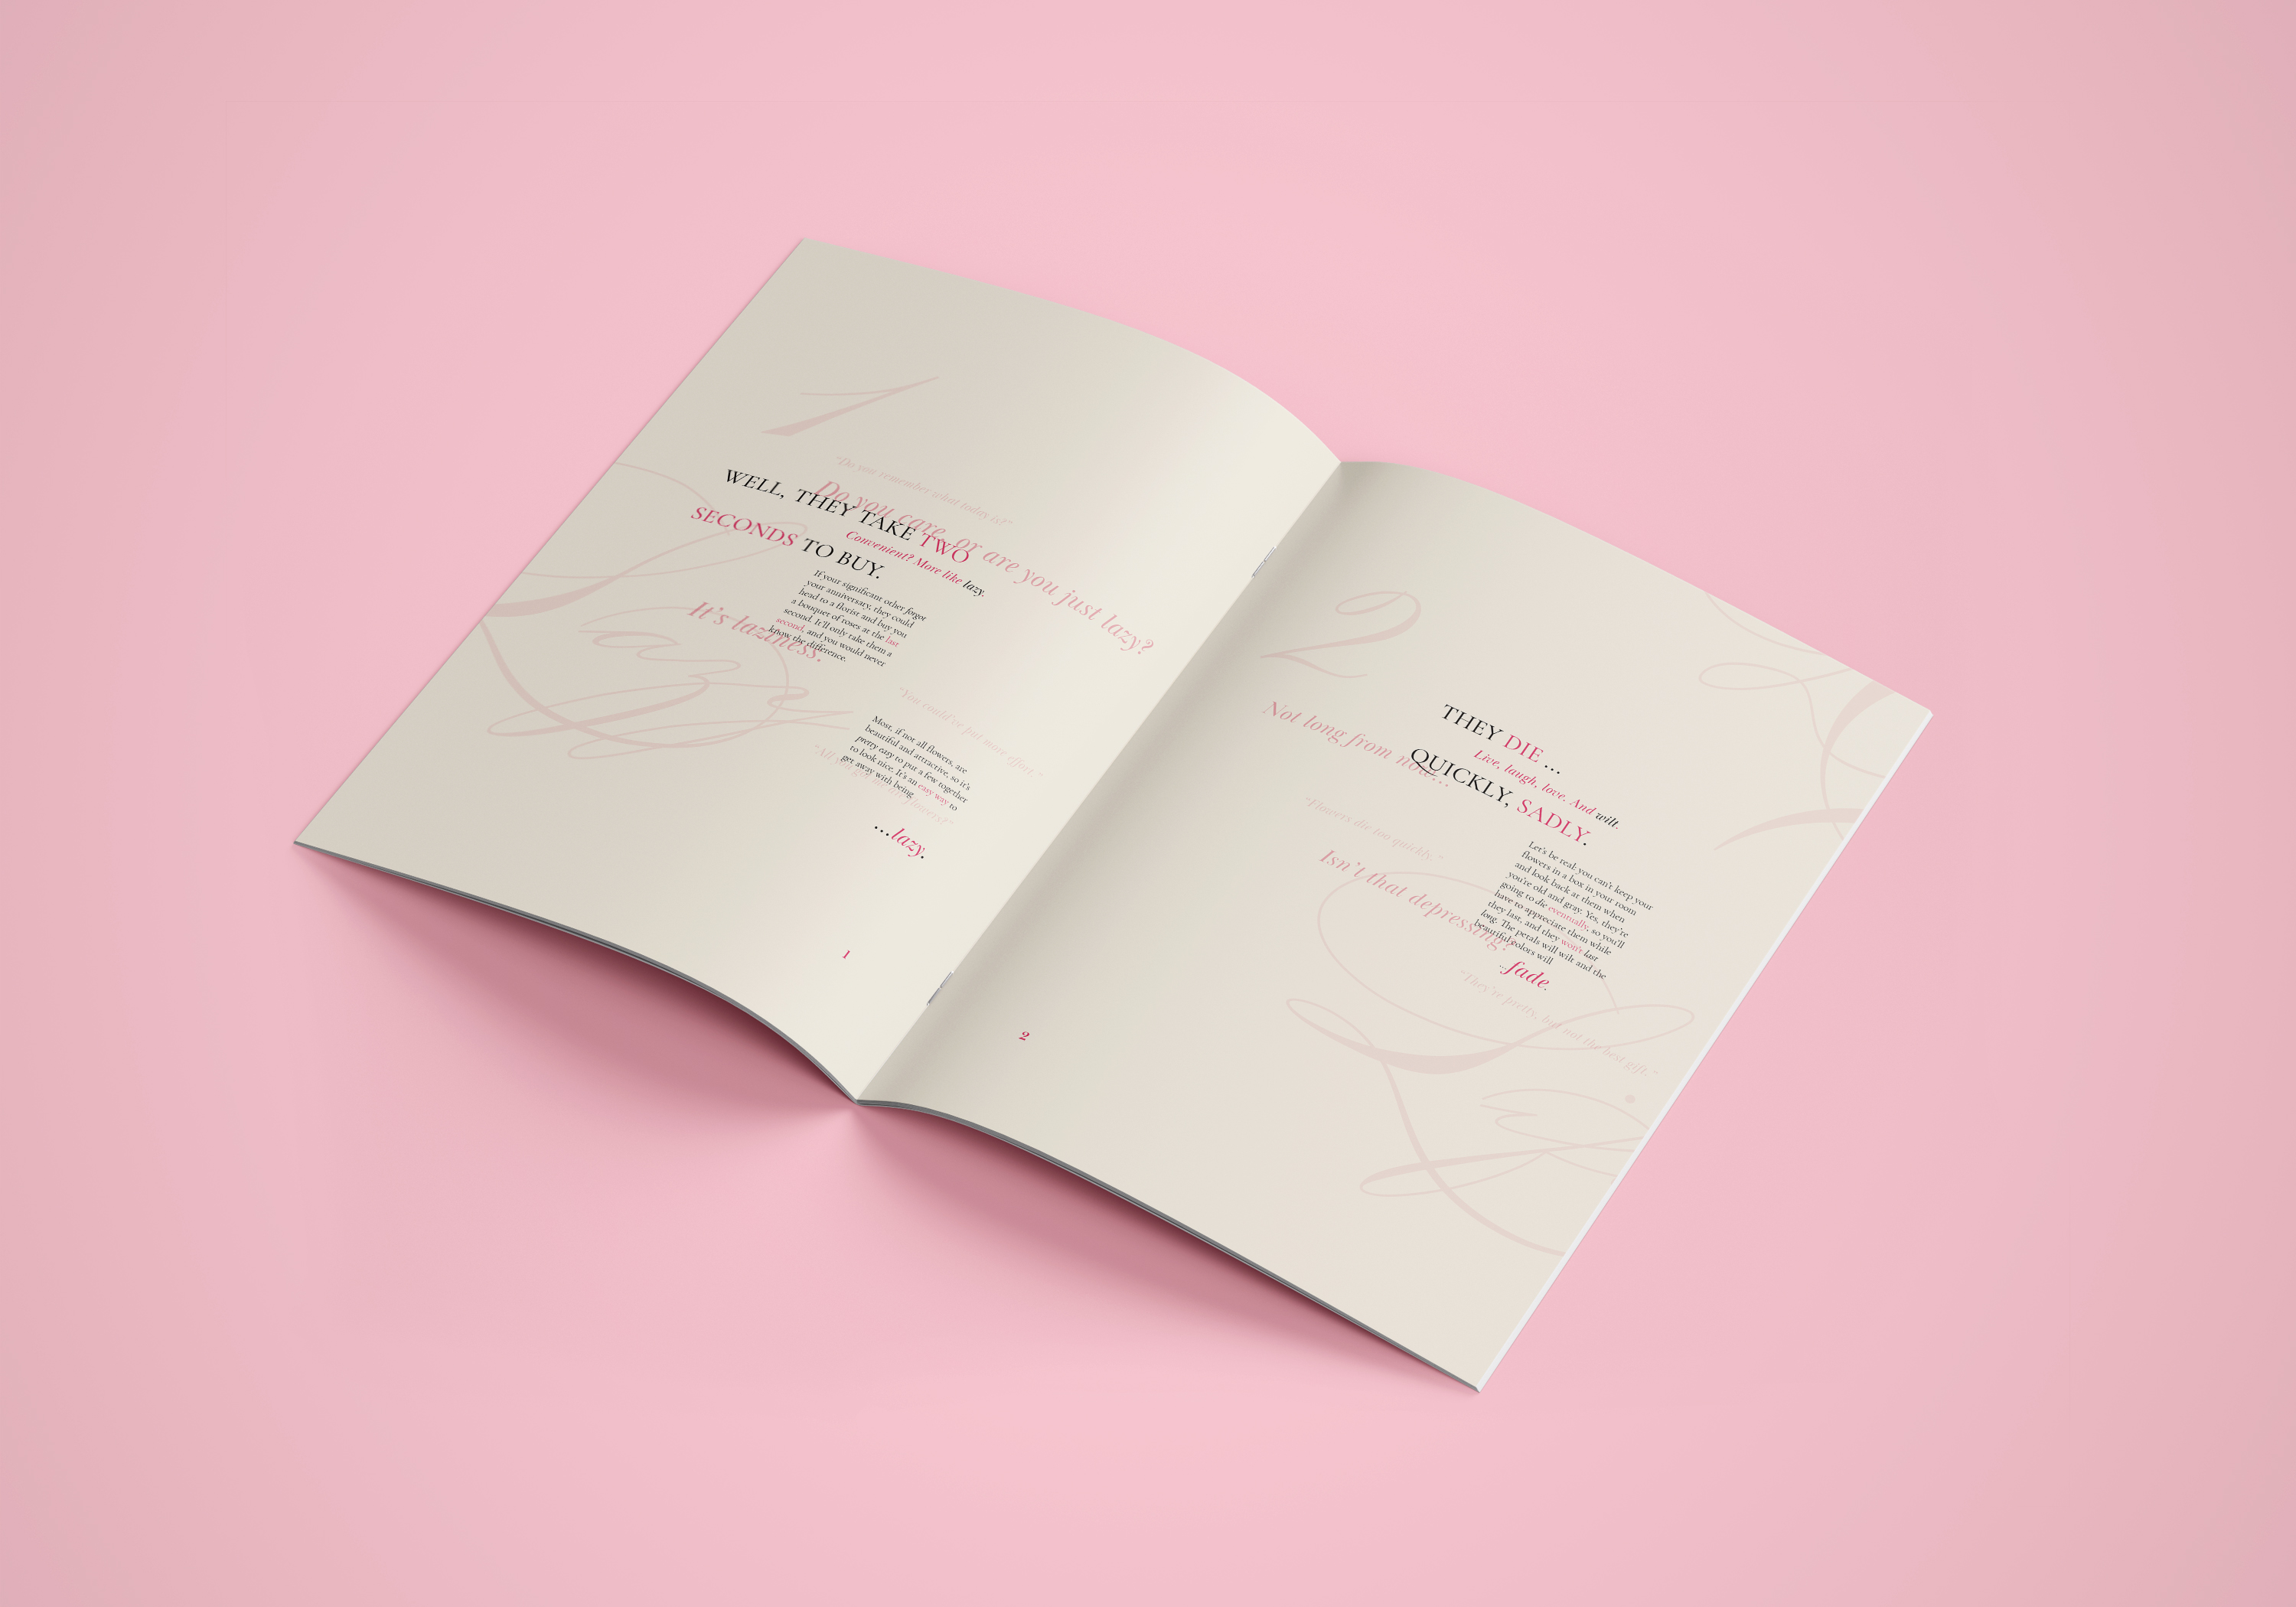 1
"Do you remember what today is?"
Do you care, or are you just lazy?
WELL, THEY TAKE TWO
Convenient? More like lazy.
SECONDS TO BUY.
If your significant other forgot
your anniversary, they could
head to a florist and buy you
a bouquet of roses at the last
second. It'll only take them a
second, and you would never
know the difference.
It's laziness.
Lazy
"You could've put more effort."
Most, if not all flowers, are
beautiful and attractive, so it's
pretty easy to put a few together
to look nice. It's an easy way to
get away with being
"All you got me are flowers?"
...lazy.
1
2
Not long from now...
THEY DIE ...
Live, laugh, love. And wilt.
QUICKLY, SADLY.
"Flowers die too quickly."
Isn't that depressing?
Let's be real: you can't keep your
flowers in a box in your room
and look back at them when
you're old and gray. Yes, they're
going to die eventually, so you'll
have to appreciate them while
they last, and they won't last
long. The petals will wilt and the
beautiful colors will
...fade.
"They're pretty, but not the best gift."
2